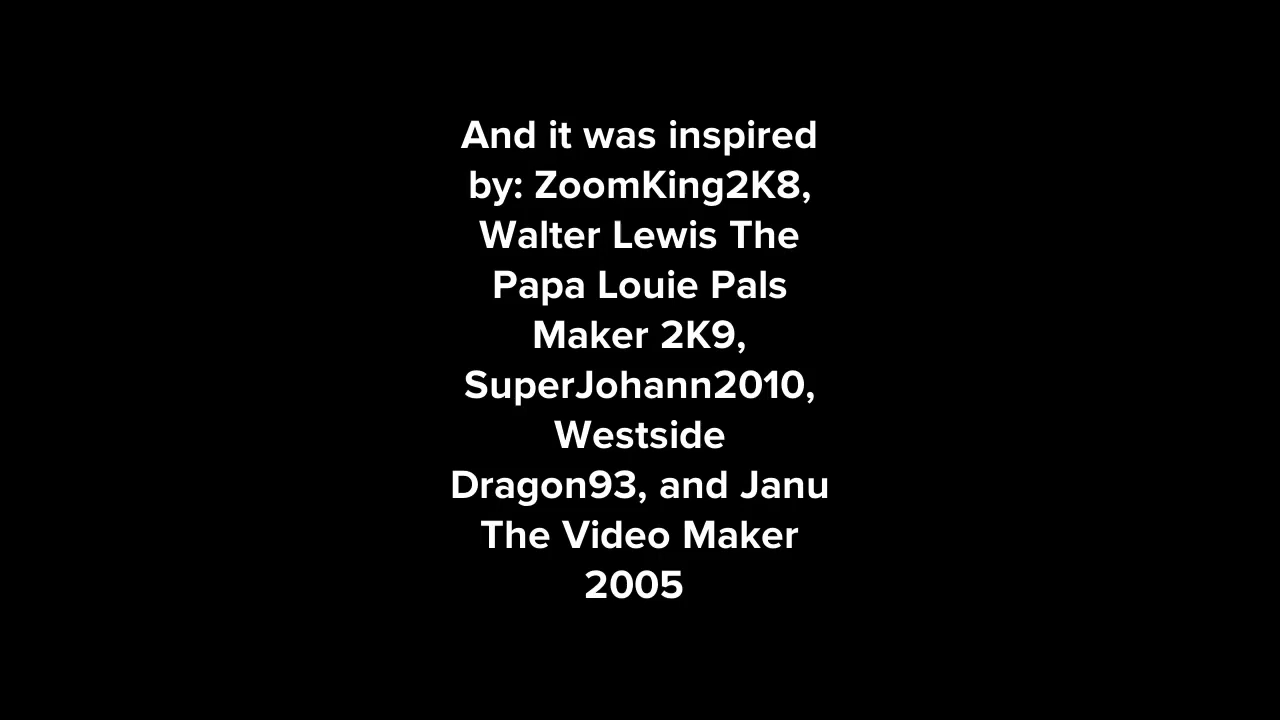 And it was inspired
by: ZoomKing2K8,
Walter Lewis The
Papa Louie Pals
Maker 2K9,
SuperJohann2010,
Westside
Dragon93, and Janu
The Video Maker
2005